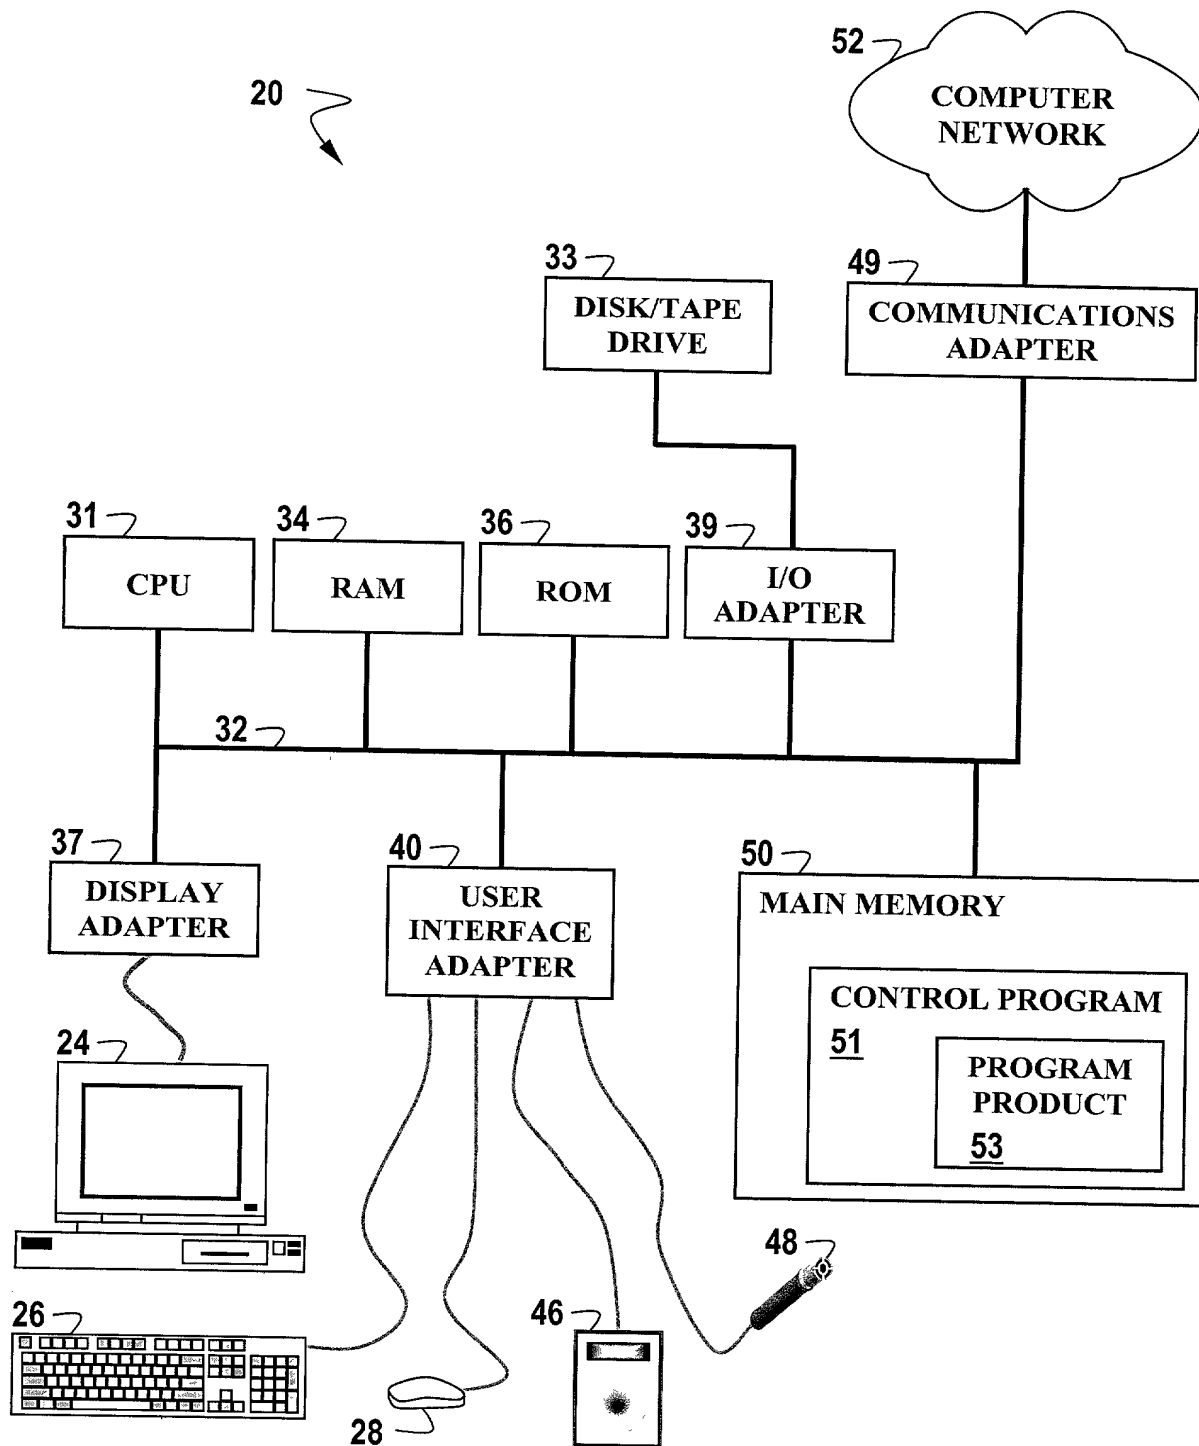 52
COMPUTER
NETWORK
20
33
DISK/TAPE
DRIVE
49
COMMUNICATIONS
ADAPTER
31
CPU
34
RAM
36
ROM
39
I/O
ADAPTER
32
37
DISPLAY
ADAPTER
40
USER
INTERFACE
ADAPTER
50
MAIN MEMORY
CONTROL PROGRAM
51
PROGRAM
PRODUCT
53
24
26
28
46
48